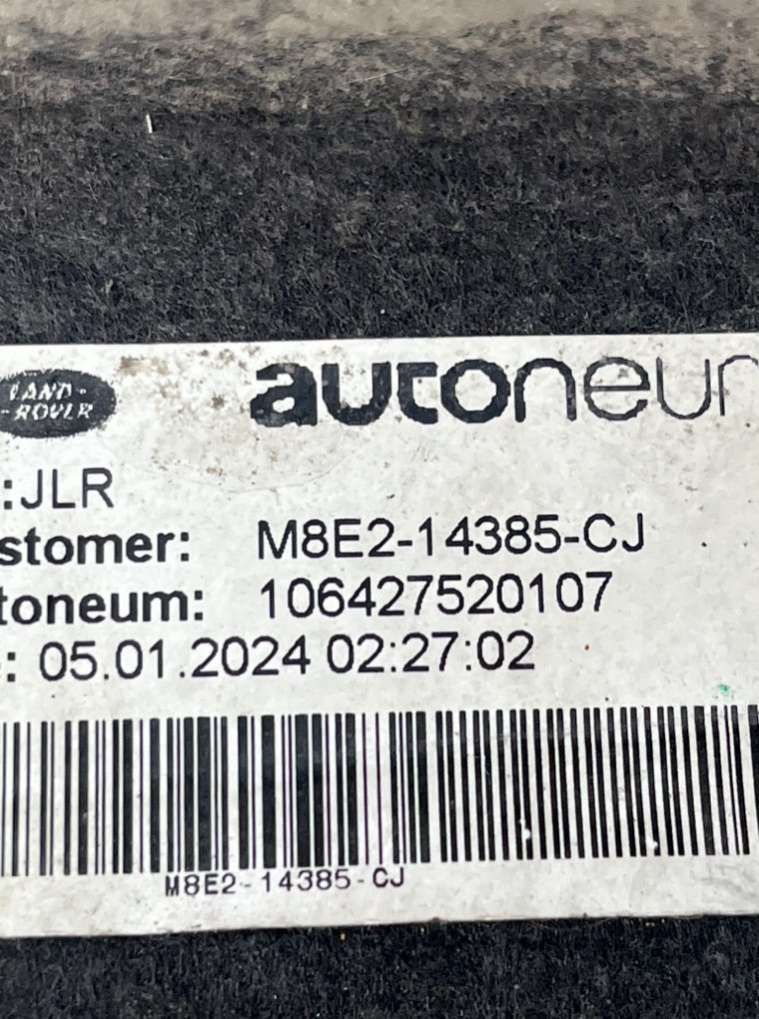 LAND-
-ROVER
autoneu
:JLR
stomer: M8E2-14385-CJ
toneum: 106427520107
: 05.01.2024 02:27:02
M8E2-14385-CJ